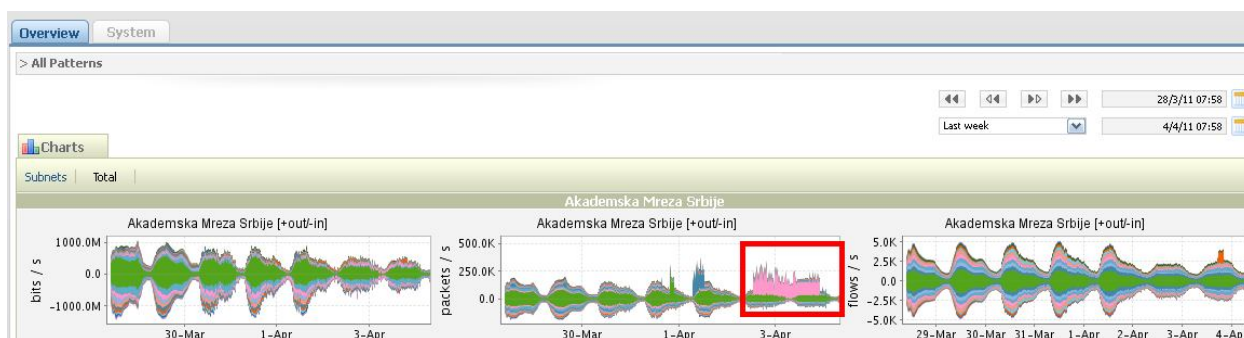 Overview System
> All Patterns
28/3/11 07:58
Last week 4/4/11 07:58
Charts
Subnets Total
Akademska Mreza Srbije
Akademska Mreza Srbije [+out/-in] Akademska Mreza Srbije [+out/-in] Akademska Mreza Srbije [+out/-in]
bits / s 1000.0M 0.0 -1000.0M
packets / s 500.0K 250.0K 0.0
flows / s 5.0K 2.5K 0.0 -2.5K -5.0K
30-Mar 1-Apr 3-Apr 30-Mar 1-Apr 3-Apr 29-Mar 30-Mar 31-Mar 1-Apr 2-Apr 3-Apr 4-Apr